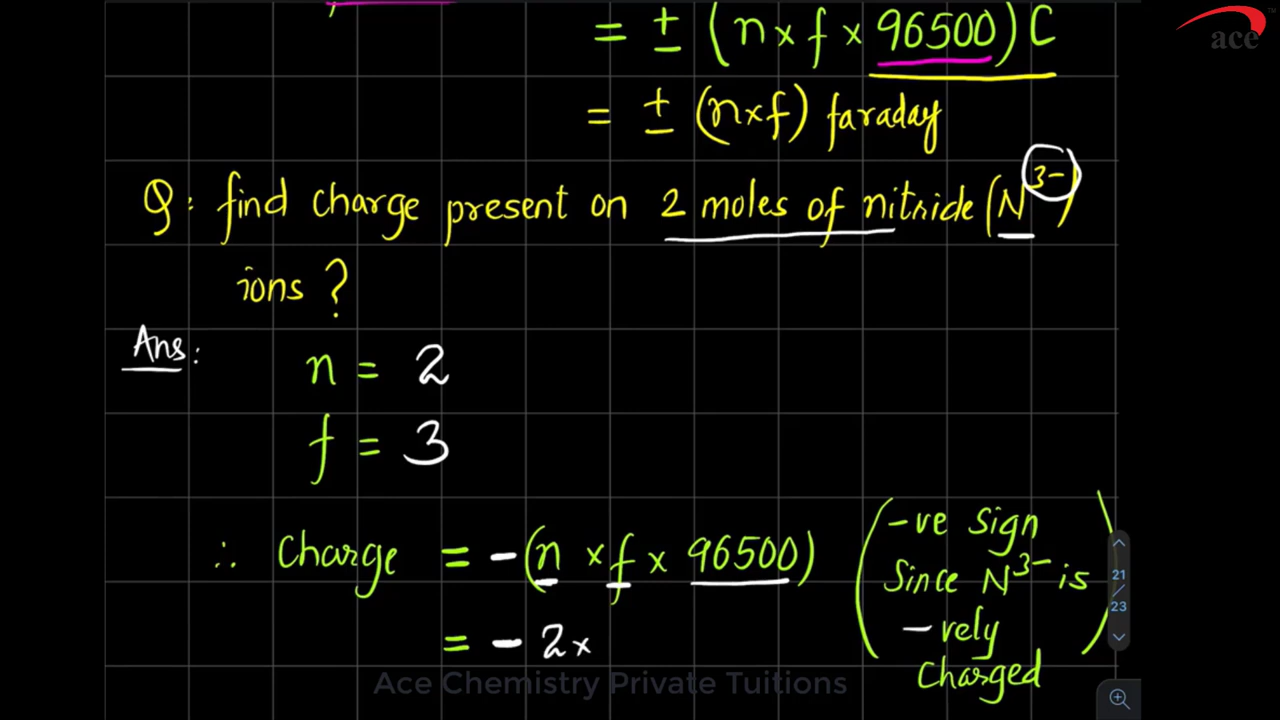 ace
= ± (n x f x 96500) C
= ± (n x f) faraday
Q: find charge present on 2 moles of nitride (N³⁻)
ions ?
Ans:
n = 2
f = 3
∴ Charge = -(n x f x 96500)
= - 2 x
(-ve sign
Since N³⁻ is
-vely
charged)
21
/
23
Ace Chemistry Private Tuitions